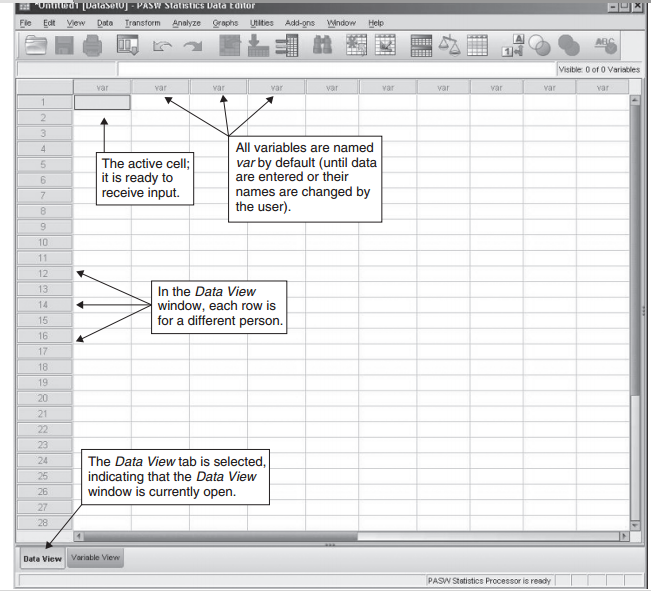 *Untitled1 [DataSet0] - PASW Statistics Data Editor
File Edit View Data Transform Analyze Graphs Utilities Add-ons Window Help
Visible: 0 of 0 Variables
var var var var var var var var var var
1
2
3
4
5
6
7
8
9
10
11
12
13
14
15
16
17
18
19
20
21
22
23
24
25
26
27
28
The active cell;
it is ready to
receive input.
All variables are named
var by default (until data
are entered or their
names are changed by
the user).
In the Data View
window, each row is
for a different person.
The Data View tab is selected,
indicating that the Data View
window is currently open.
Data View Variable View
PASW Statistics Processor is ready